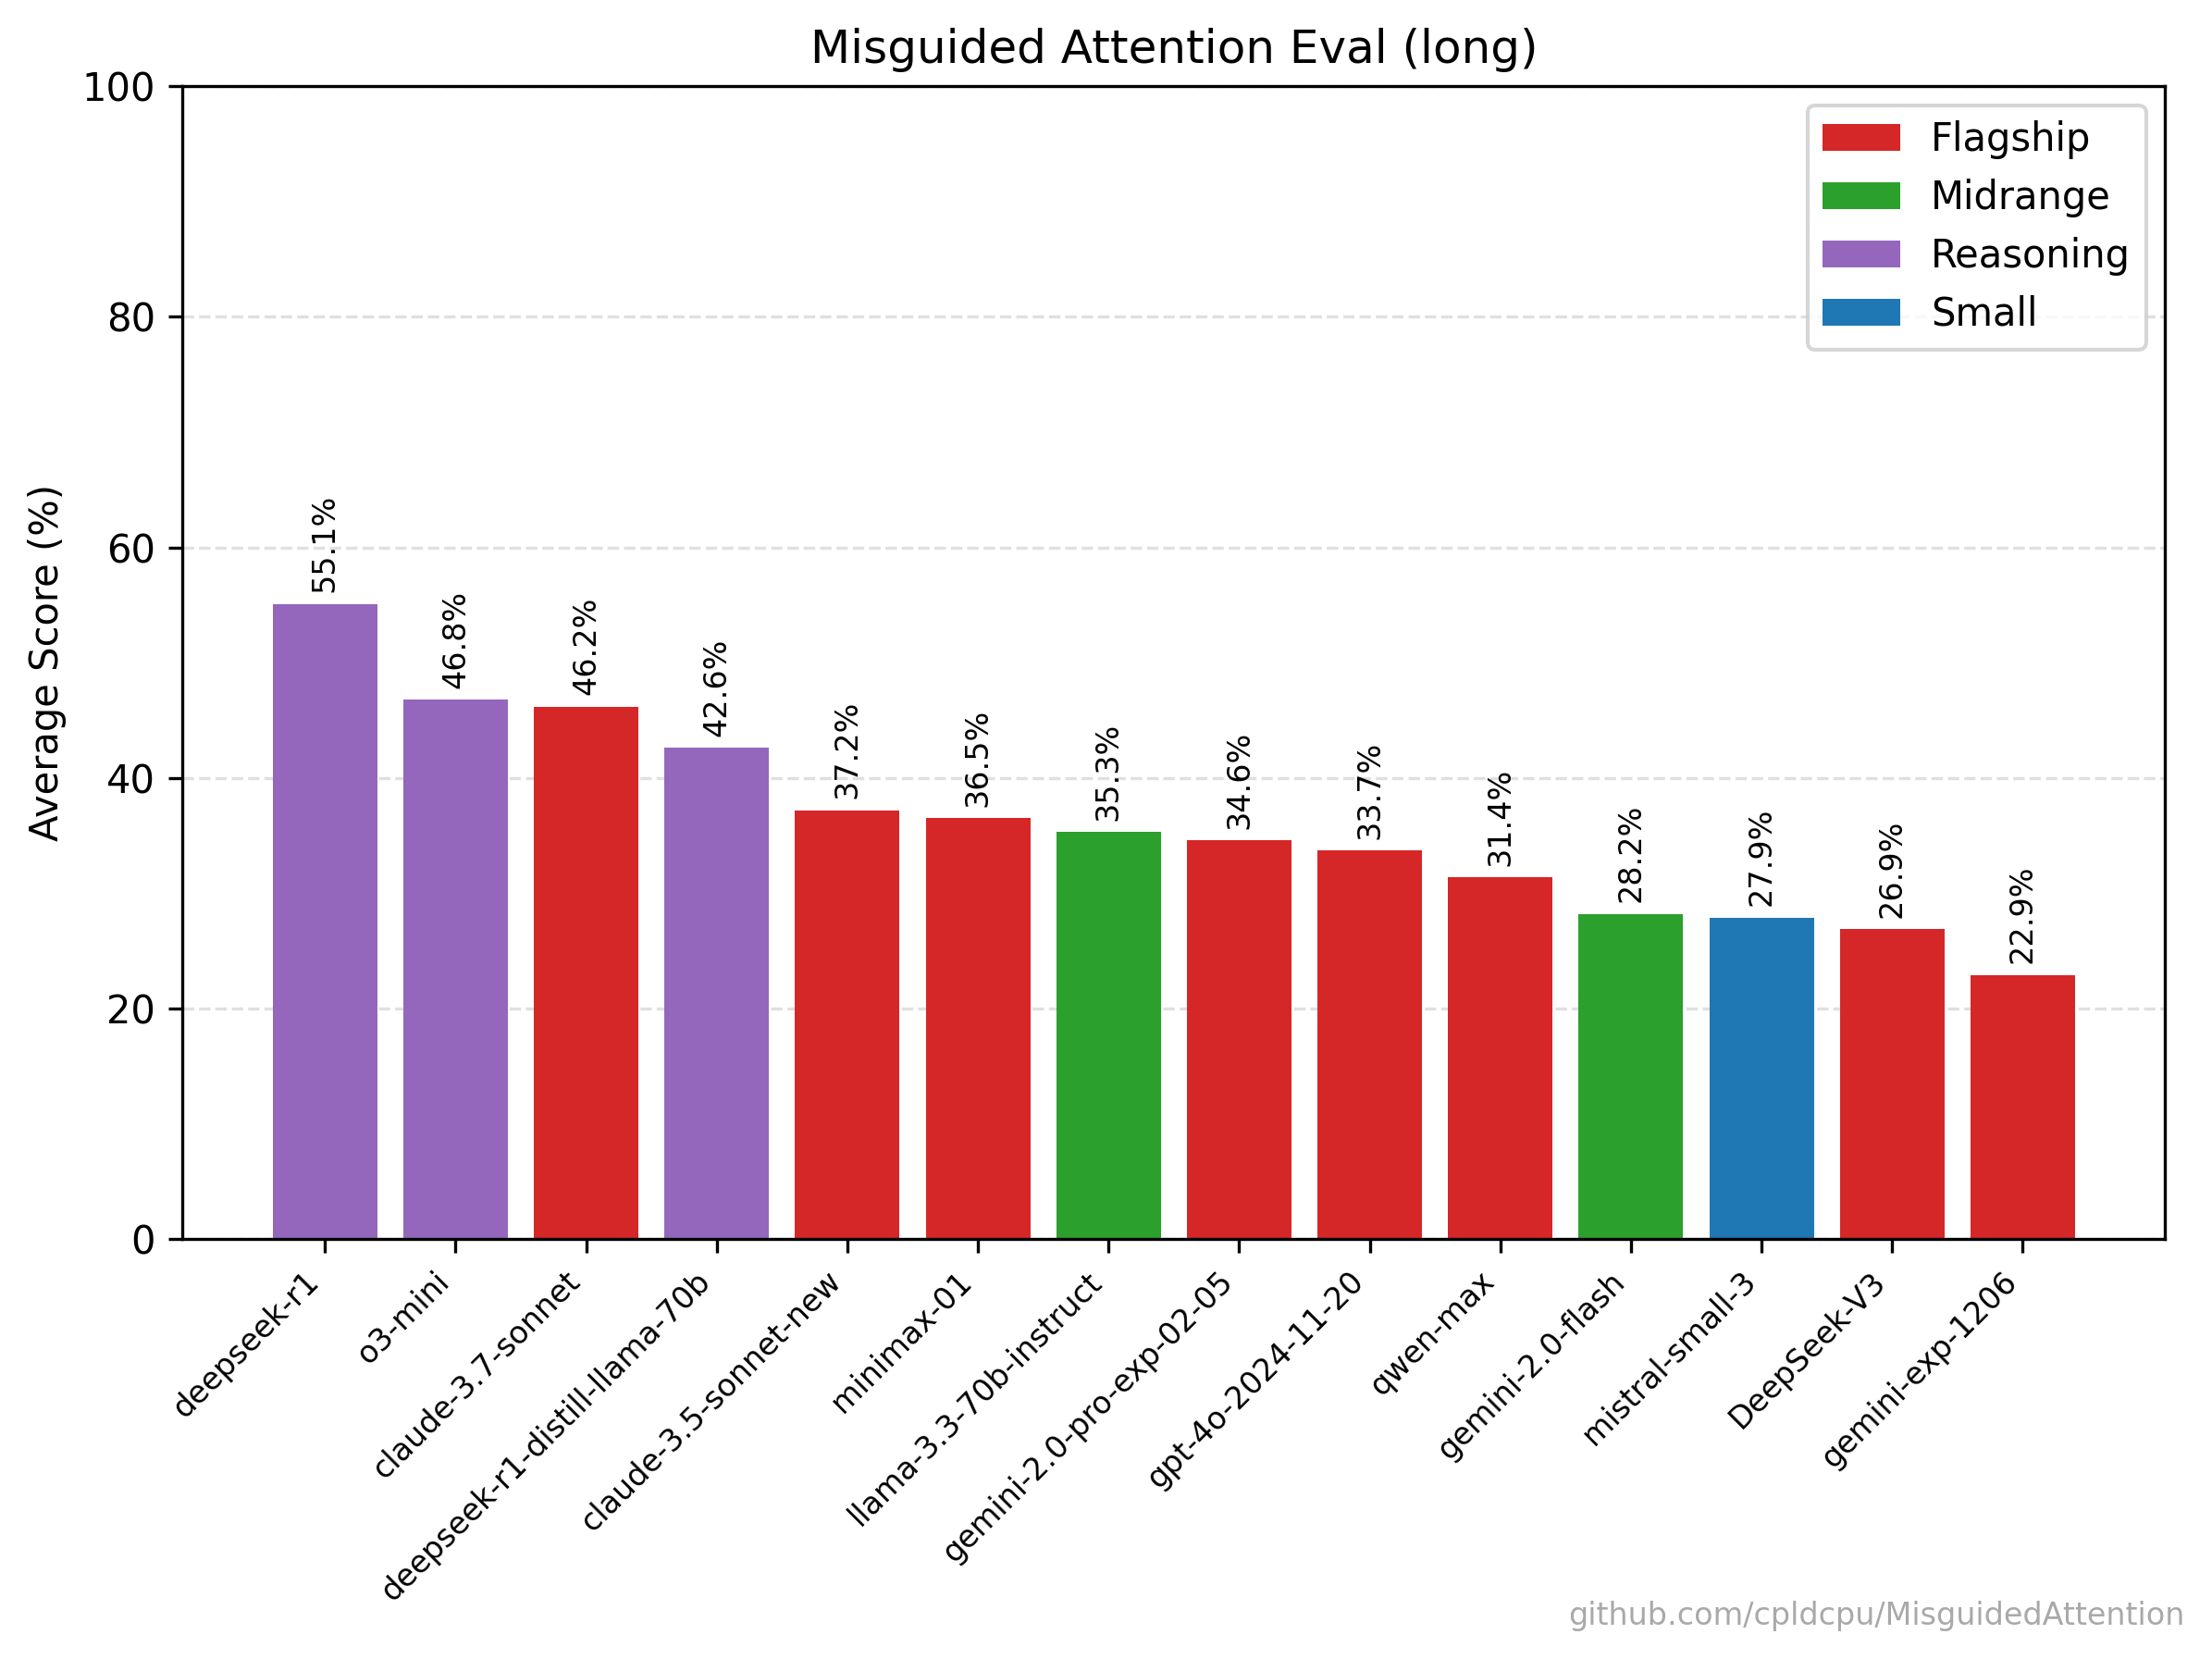 Misguided Attention Eval (long)
Average Score (%)
100
80
60
40
20
0
Flagship
Midrange
Reasoning
Small
55.1%
46.8%
46.2%
42.6%
37.2%
36.5%
35.3%
34.6%
33.7%
31.4%
28.2%
27.9%
26.9%
22.9%
deepseek-r1
o3-mini
claude-3.7-sonnet
deepseek-r1-distill-llama-70b
claude-3.5-sonnet-new
minimax-01
llama-3.3-70b-instruct
gemini-2.0-pro-exp-02-05
gpt-4o-2024-11-20
qwen-max
gemini-2.0-flash
mistral-small-3
DeepSeek-V3
gemini-exp-1206
github.com/cpldcpu/MisguidedAttention